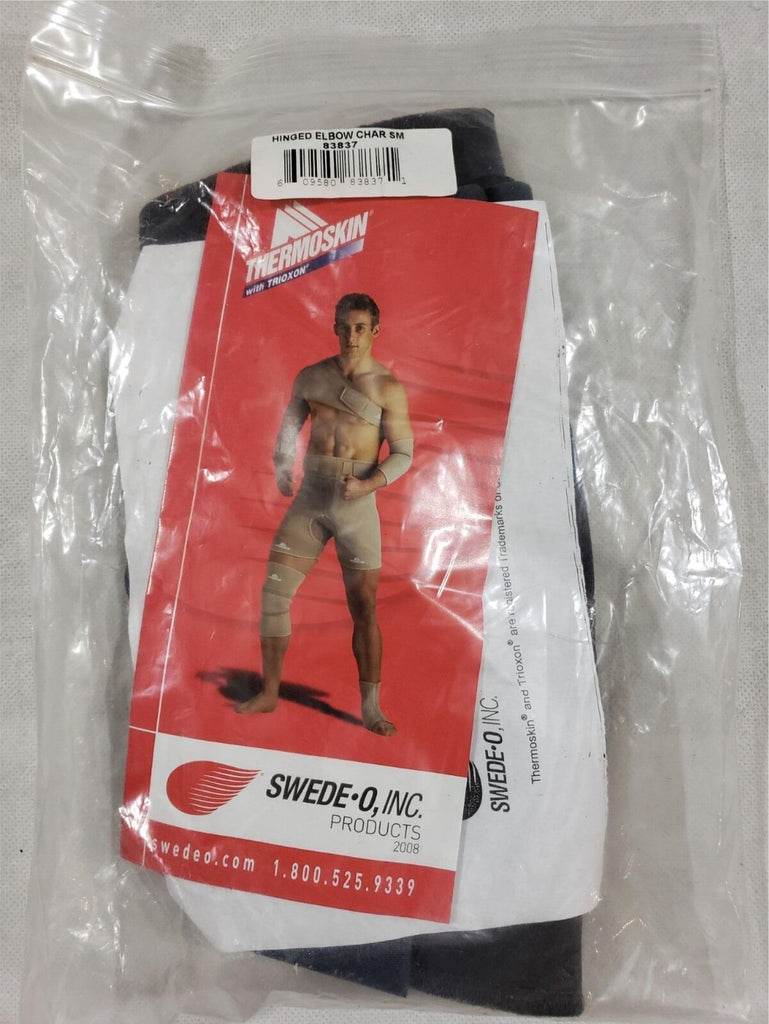 HINGED ELBOW CHAR SM
83837
6 09580 83837 1
THERMOSKIN®
with TRIOXON®
SWEDE•O, INC.
PRODUCTS
2008
swedeo.com 1.800.525.9339
SWEDE•O, INC.
Thermoskin® and Trioxon® are registered Trademarks of